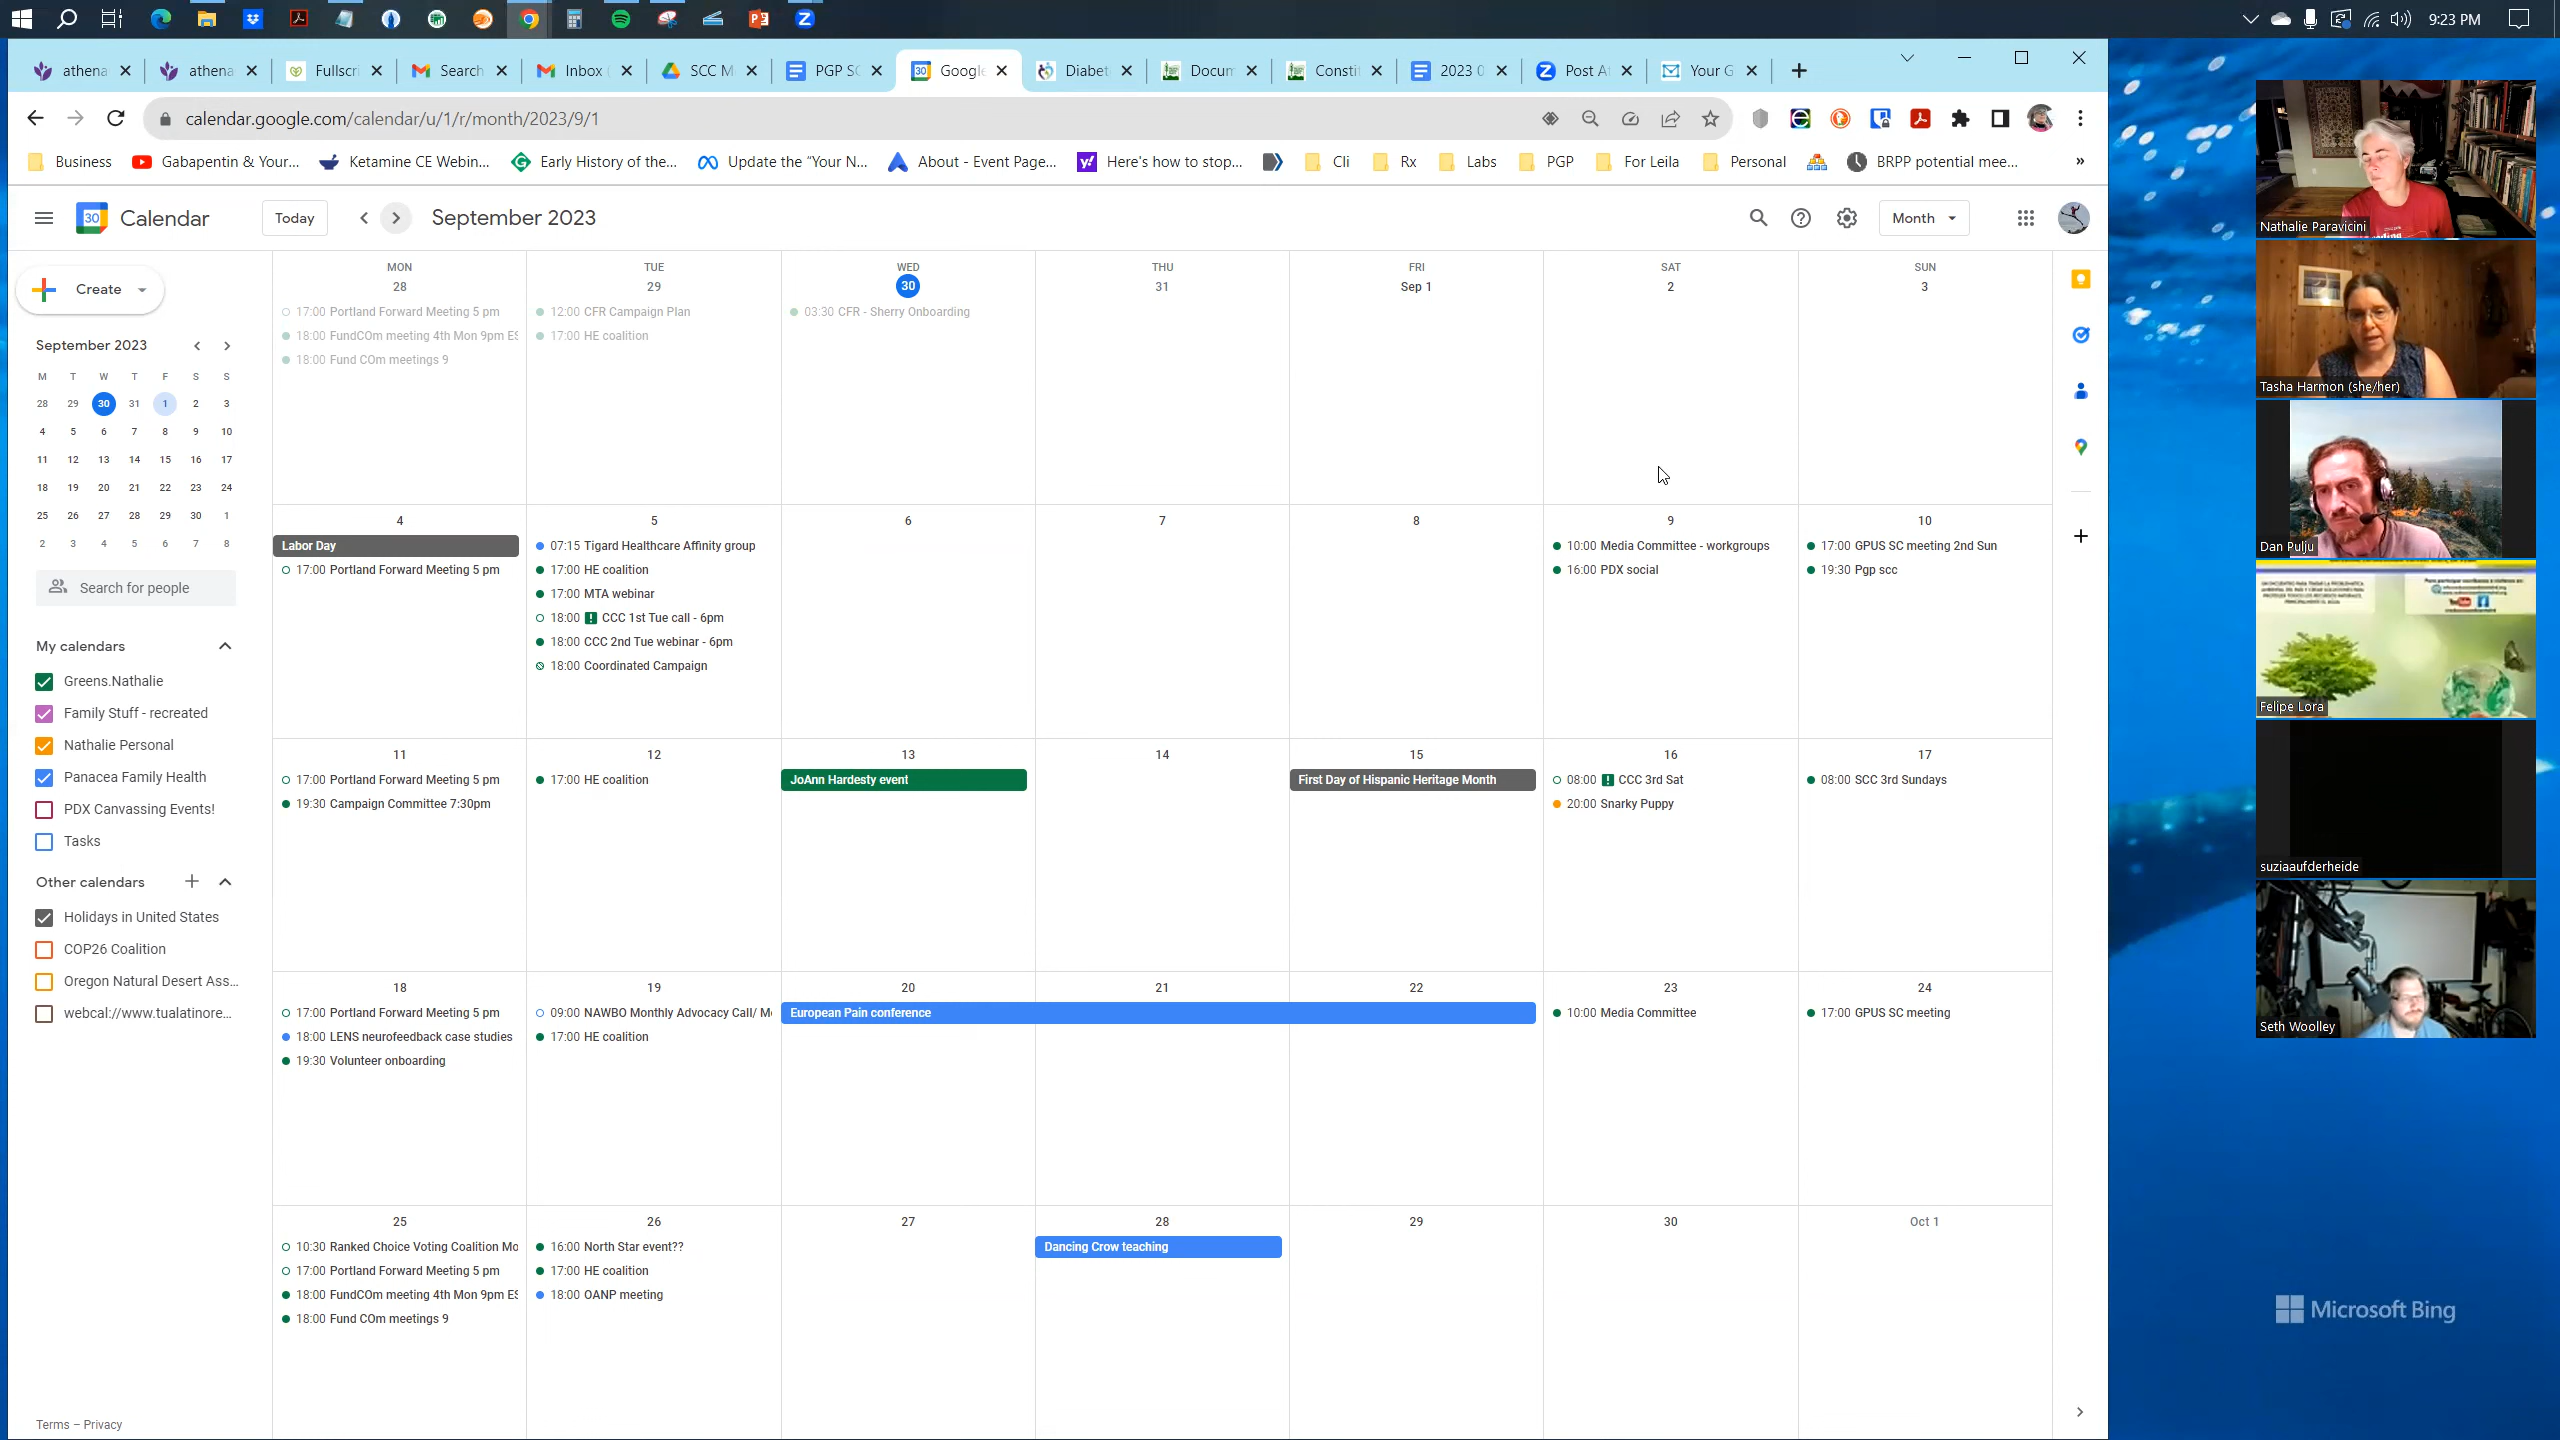 9:23 PM
athena
athena
Fullscri
Search
Inbox
SCC M
PGP SC
Google
Diabet
Docum
Consti
2023 0
Post A
Your G
calendar.google.com/calendar/u/1/r/month/2023/9/1
Business
Gabapentin & Your...
Ketamine CE Webin...
Early History of the...
Update the “Your N...
About - Event Page...
Here's how to stop...
Cli
Rx
Labs
PGP
For Leila
Personal
BRPP potential mee...
»
30
Calendar
Today
September 2023
Month
Create
September 2023
M T W T F S S
28 29 30 31 1 2 3
4 5 6 7 8 9 10
11 12 13 14 15 16 17
18 19 20 21 22 23 24
25 26 27 28 29 30 1
2 3 4 5 6 7 8
Search for people
My calendars
Greens.Nathalie
Family Stuff - recreated
Nathalie Personal
Panacea Family Health
PDX Canvassing Events!
Tasks
Other calendars
Holidays in United States
COP26 Coalition
Oregon Natural Desert Ass...
webcal://www.tualatinore...
Terms – Privacy
MON TUE WED THU FRI SAT SUN
28 29 30 31 Sep 1 2 3
17:00 Portland Forward Meeting 5 pm
18:00 FundCOm meeting 4th Mon 9pm ES
18:00 Fund COm meetings 9
12:00 CFR Campaign Plan
17:00 HE coalition
03:30 CFR - Sherry Onboarding
4 5 6 7 8 9 10
Labor Day
17:00 Portland Forward Meeting 5 pm
07:15 Tigard Healthcare Affinity group
17:00 HE coalition
17:00 MTA webinar
18:00 ! CCC 1st Tue call - 6pm
18:00 CCC 2nd Tue webinar - 6pm
18:00 Coordinated Campaign
10:00 Media Committee - workgroups
16:00 PDX social
17:00 GPUS SC meeting 2nd Sun
19:30 Pgp scc
11 12 13 14 15 16 17
17:00 Portland Forward Meeting 5 pm
19:30 Campaign Committee 7:30pm
17:00 HE coalition
JoAnn Hardesty event
First Day of Hispanic Heritage Month
08:00 ! CCC 3rd Sat
20:00 Snarky Puppy
08:00 SCC 3rd Sundays
18 19 20 21 22 23 24
17:00 Portland Forward Meeting 5 pm
18:00 LENS neurofeedback case studies
19:30 Volunteer onboarding
09:00 NAWBO Monthly Advocacy Call/ Me
17:00 HE coalition
European Pain conference
10:00 Media Committee
17:00 GPUS SC meeting
25 26 27 28 29 30 Oct 1
10:30 Ranked Choice Voting Coalition Mo
17:00 Portland Forward Meeting 5 pm
18:00 FundCOm meeting 4th Mon 9pm ES
18:00 Fund COm meetings 9
16:00 North Star event??
17:00 HE coalition
18:00 OANP meeting
Dancing Crow teaching
Nathalie Paravicini
Tasha Harmon (she/her)
Dan Pulju
Felipe Lora
suziaaufderheide
Seth Woolley
Microsoft Bing